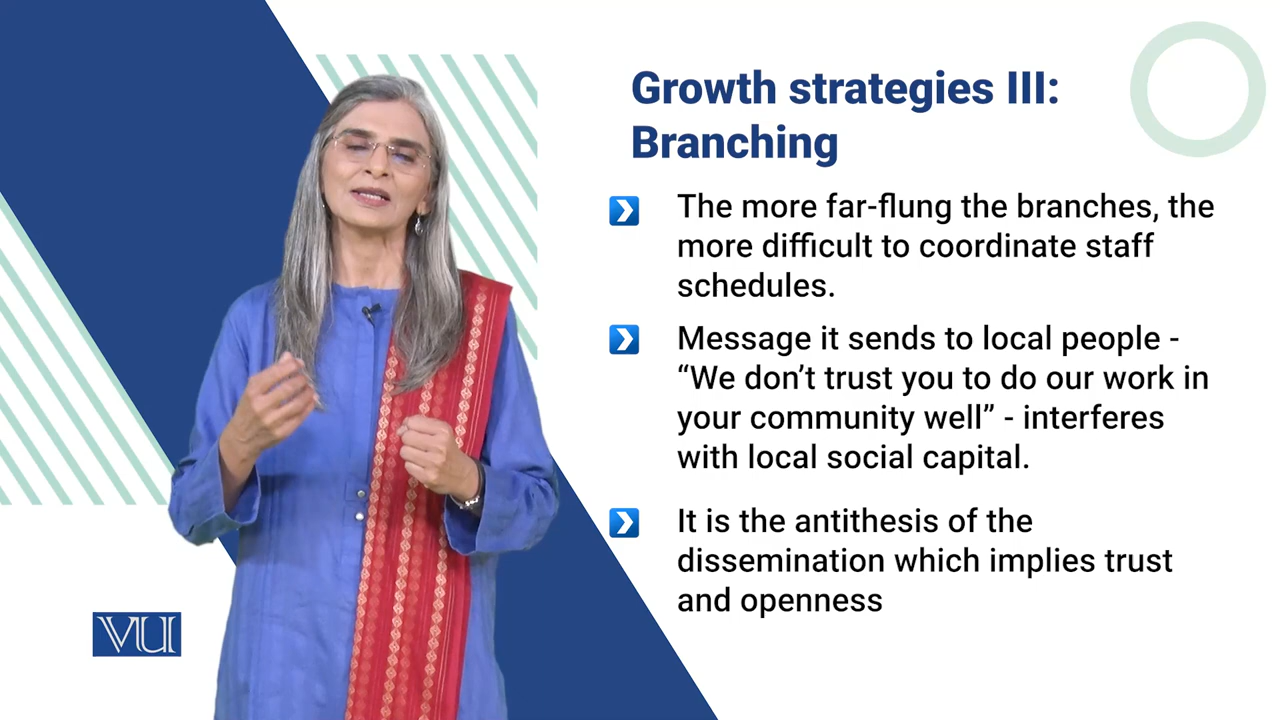 Growth strategies III:
Branching
The more far-flung the branches, the
more difficult to coordinate staff
schedules.
Message it sends to local people -
“We don’t trust you to do our work in
your community well” - interferes
with local social capital.
It is the antithesis of the
dissemination which implies trust
and openness
VU